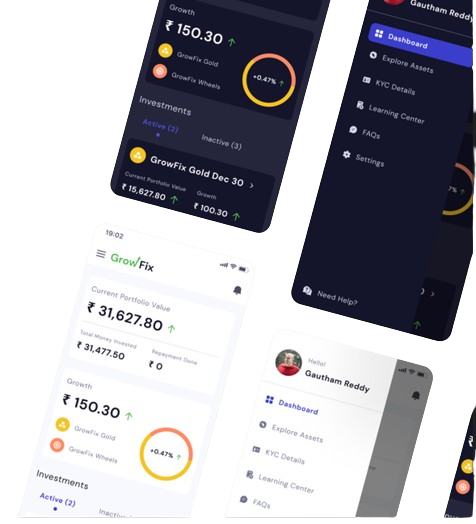 Growth
₹ 150.30
GrowFix Gold
GrowFix Wheels
+0.47%
Investments
Active (2)
Inactive (3)
GrowFix Gold Dec 30
Current Portfolio Value
Growth
₹ 15,627.80
₹ 100.30
Gautham Reddy
Dashboard
Explore Assets
KYC Details
Learning Center
FAQs
Settings
7%
Need Help?
19:02
GrowFix
Current Portfolio Value
₹ 31,627.80
Total Money Invested
Repayment Done
₹ 31,477.50
₹ 0
Growth
₹ 150.30
GrowFix Gold
GrowFix Wheels
+0.47%
Investments
Active (2)
Hello!
Gautham Reddy
Dashboard
Explore Assets
KYC Details
Learning Center
FAQs